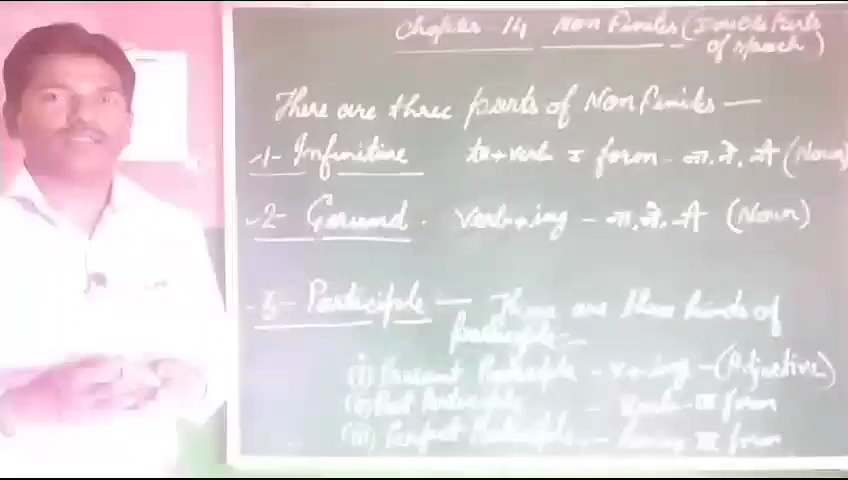 Chapter-14 Non Finites (Double Parts
of Speech)
There are three parts of Non Finites —
1- Infinitive to+verb I form - ना, ने, नें (Noun)
2- Gerund. Verb+ing - ना, ने, नें (Noun)
3- Participle — There are three kinds of
Participle:-
(i) Present Participle - v+ing - (Adjective)
(ii) Past Participle - Verb - III form
(iii) Perfect Participle - having III form